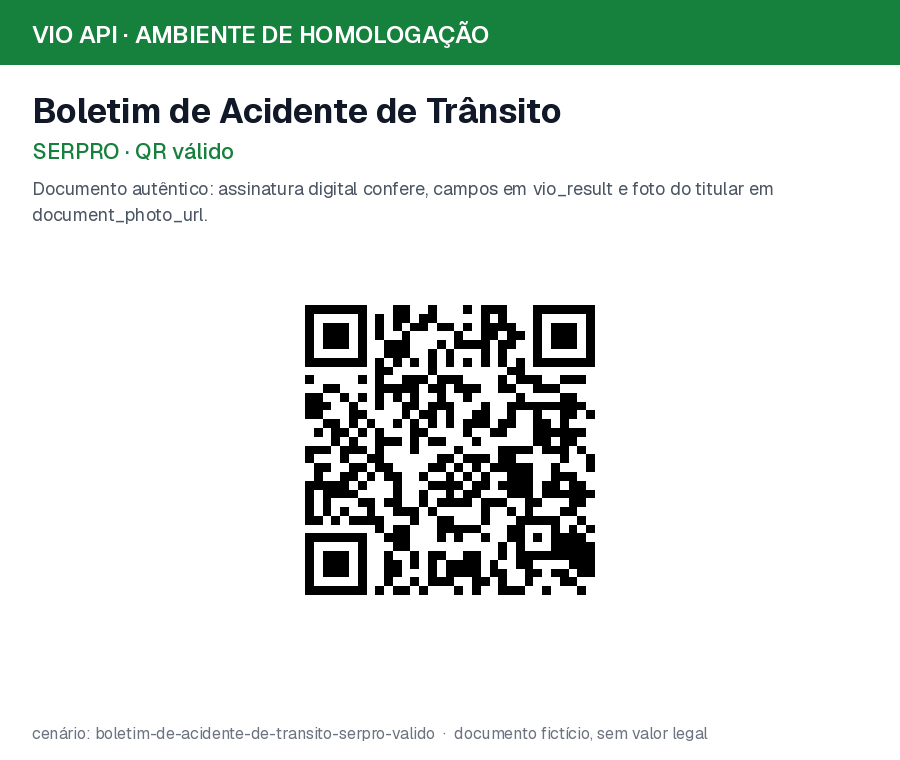 VIO API · AMBIENTE DE HOMOLOGAÇÃO
Boletim de Acidente de Trânsito
SERPRO · QR válido
Documento autêntico: assinatura digital confere, campos em vio_result e foto do titular em
document_photo_url.
cenário: boletim-de-acidente-de-transito-serpro-valido · documento fictício, sem valor legal